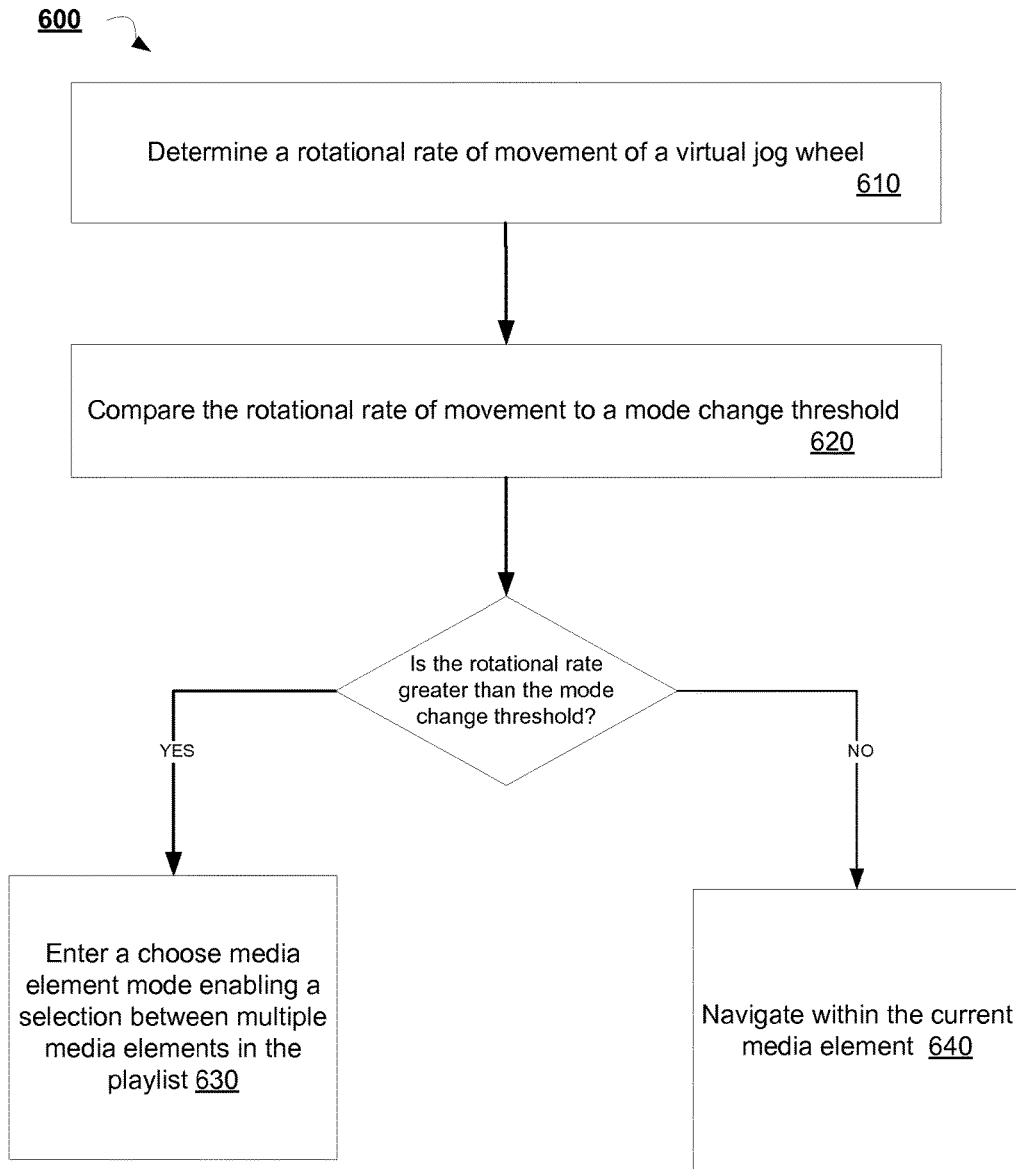 600
Determine a rotational rate of movement of a virtual jog wheel
610
Compare the rotational rate of movement to a mode change threshold
620
Is the rotational rate
greater than the mode
change threshold?
YES
NO
Enter a choose media
element mode enabling a
selection between multiple
media elements in the
playlist 630
Navigate within the current
media element 640